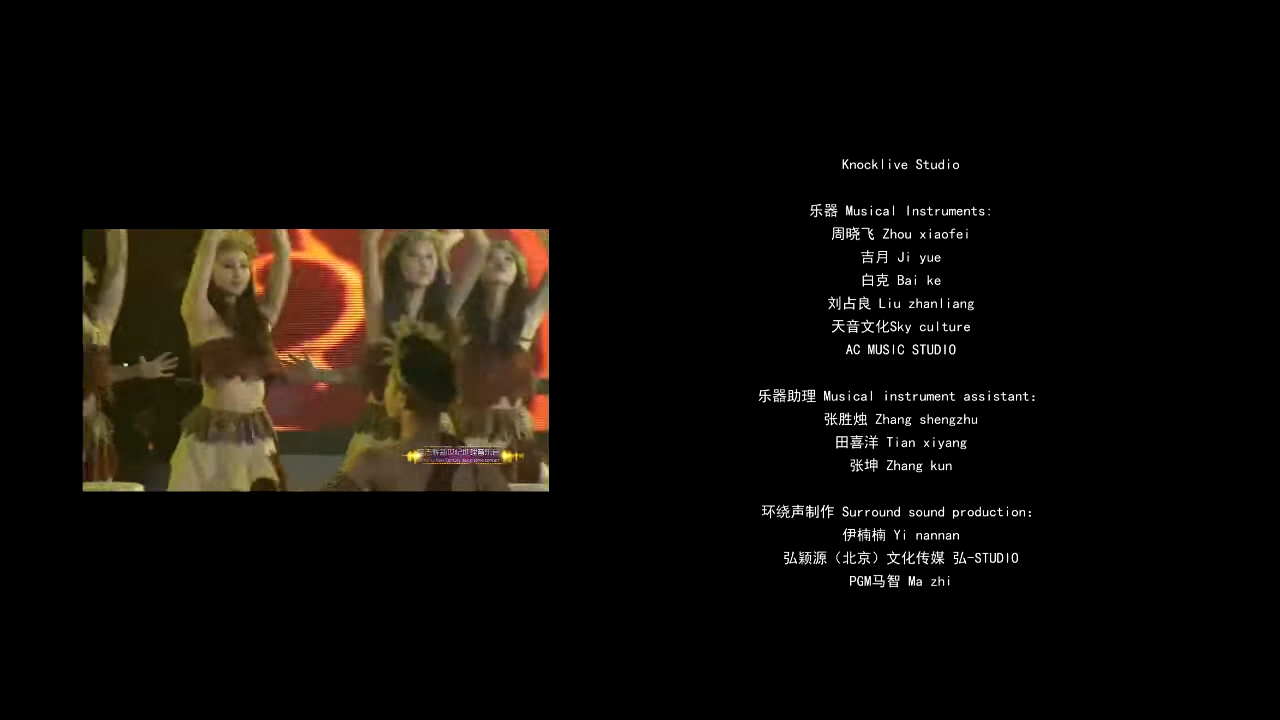 Knocklive Studio
乐器 Musical Instruments:
周晓飞 Zhou xiaofei
吉月 Ji yue
白克 Bai ke
刘占良 Liu zhanliang
天音文化Sky culture
AC MUSIC STUDIO
乐器助理 Musical instrument assistant：
张胜烛 Zhang shengzhu
田喜洋 Tian xiyang
张坤 Zhang kun
环绕声制作 Surround sound production：
伊楠楠 Yi nannan
弘颖源（北京）文化传媒 弘-STUDIO
PGM马智 Ma zhi